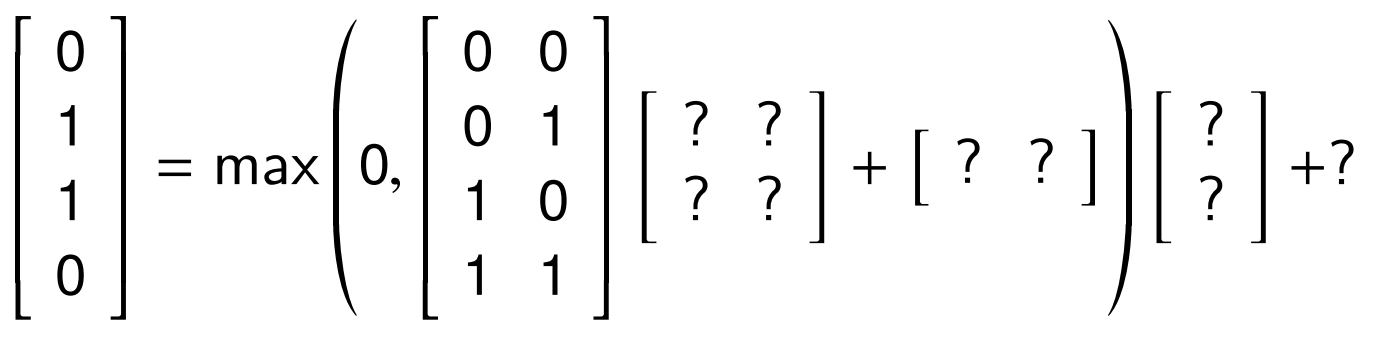 [0 1 1 0] = max(0, [0 0 0 1 1 0 1 1] [? ? ? ?] + [? ?]) [? ?] +?